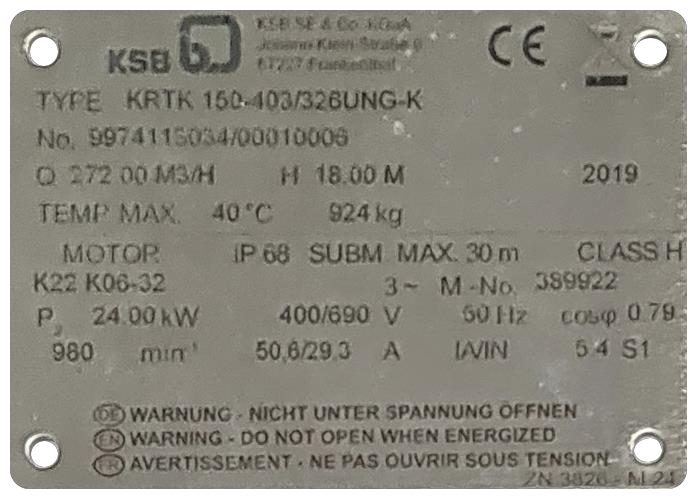 KSB KSB SE & Co. KGaA
Johann-Klein-Straße 9
67227 Frankenthal
CE
TYPE KRTK 150-403/326UNG-K
No. 9974115034/00010006
Q 272.00 M3/H H 18.00 M 2019
TEMP MAX. 40 °C 924 kg
MOTOR IP 68 SUBM MAX. 30 m CLASS H
K22 K06-32 3~ M-No. 389922
P2 24.00 kW 400/690 V 50 Hz cosφ 0.79
980 min-1 50,6/29,3 A IA/IN 5.4 S1
DE WARNUNG - NICHT UNTER SPANNUNG ÖFFNEN
EN WARNING - DO NOT OPEN WHEN ENERGIZED
FR AVERTISSEMENT - NE PAS OUVRIR SOUS TENSION
ZN 3826 - M 24